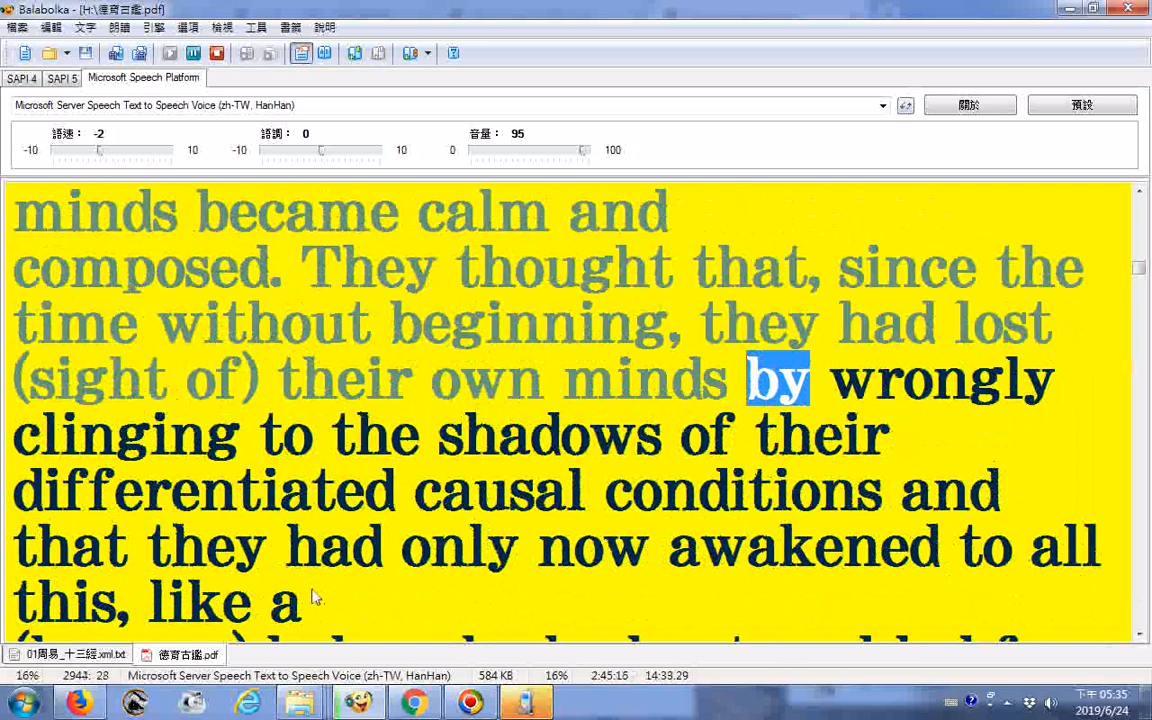 Balabolka - [H:\德育古鑑.pdf]
檔案 編輯 文字 朗讀 引擎 選項 檢視 工具 書籤 說明
SAPI 4 SAPI 5 Microsoft Speech Platform
Microsoft Server Speech Text to Speech Voice (zh-TW, HanHan) 關於 預設
語速： -2 語調： 0 音量： 95
-10 10 -10 10 0 100
minds became calm and
composed. They thought that, since the
time without beginning, they had lost
(sight of) their own minds by wrongly
clinging to the shadows of their
differentiated causal conditions and
that they had only now awakened to all
this, like a
01周易_十三經.xml.txt 德育古鑑.pdf
16% 2944: 28 Microsoft Server Speech Text to Speech Voice (zh-TW, HanHan) 584 KB 16% 2:45:16 14:33.29
下午 05:35
2019/6/24